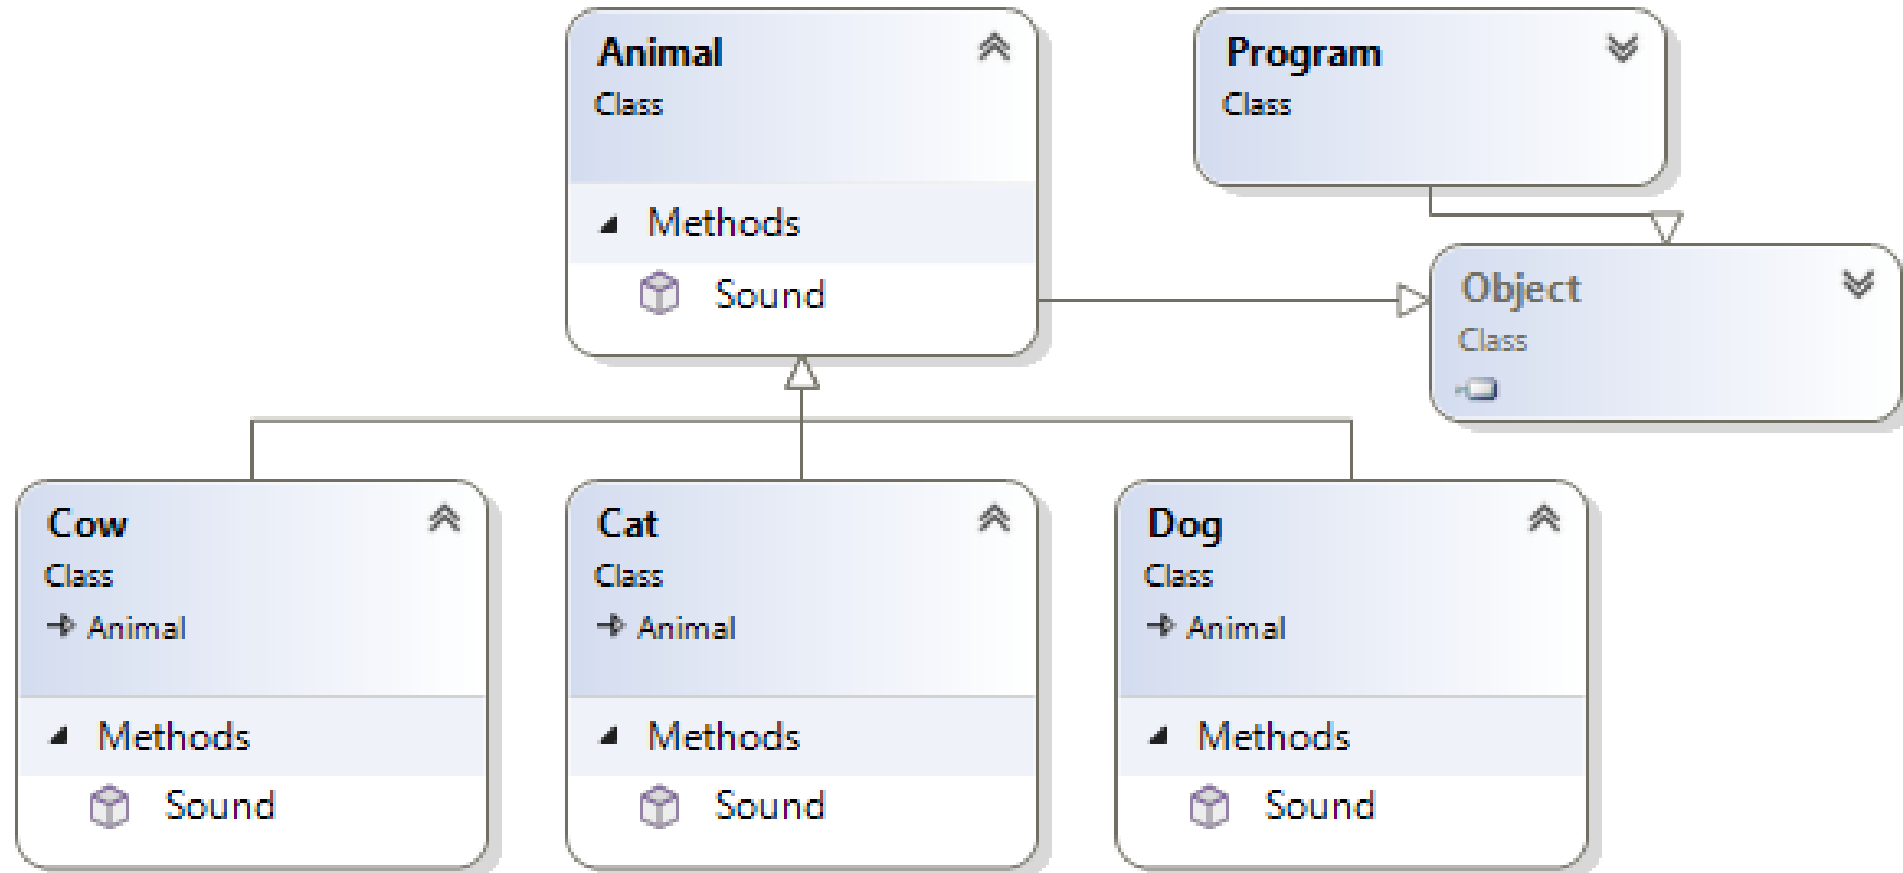 Animal
Class
Methods
Sound
Program
Class
Object
Class
Cow
Class
Animal
Methods
Sound
Cat
Class
Animal
Methods
Sound
Dog
Class
Animal
Methods
Sound